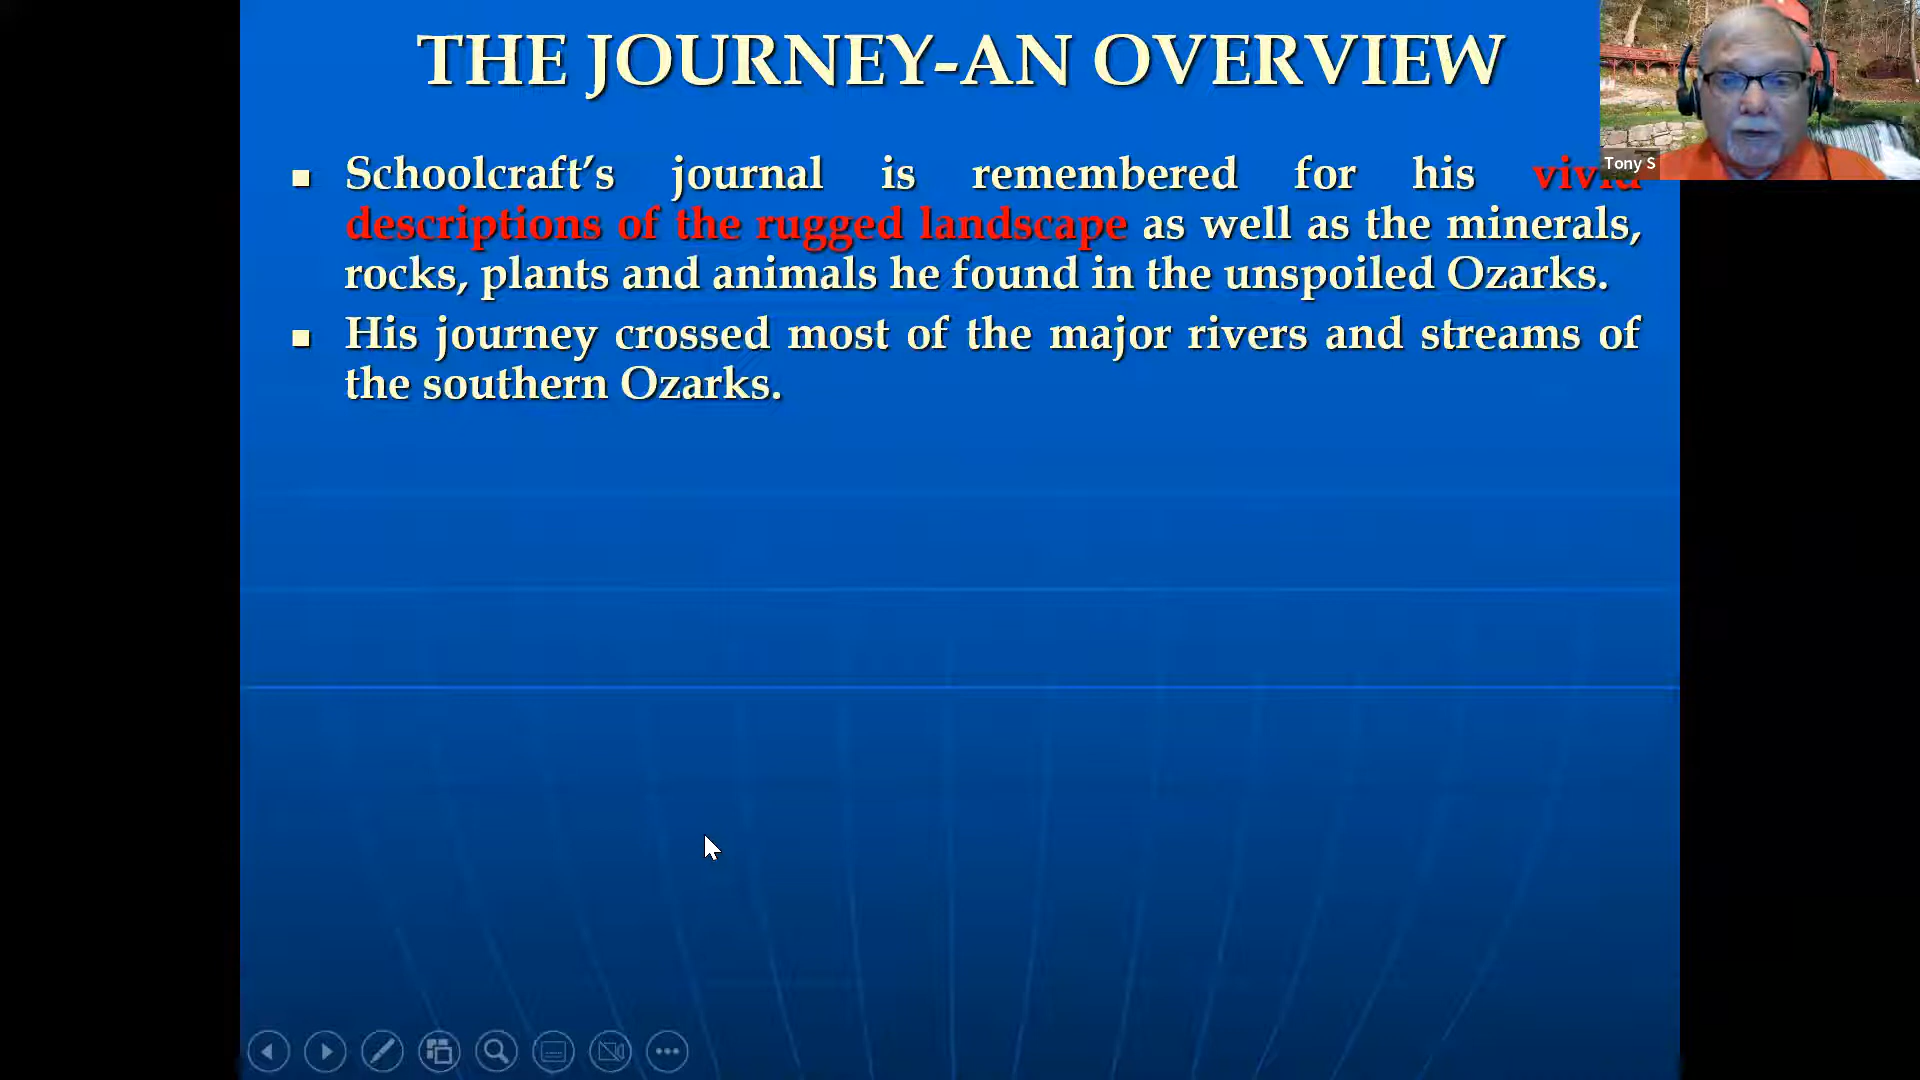 THE JOURNEY-AN OVERVIEW
▪ Schoolcraft's journal is remembered for his vivid
descriptions of the rugged landscape as well as the minerals,
rocks, plants and animals he found in the unspoiled Ozarks.
▪ His journey crossed most of the major rivers and streams of
the southern Ozarks.
Tony S